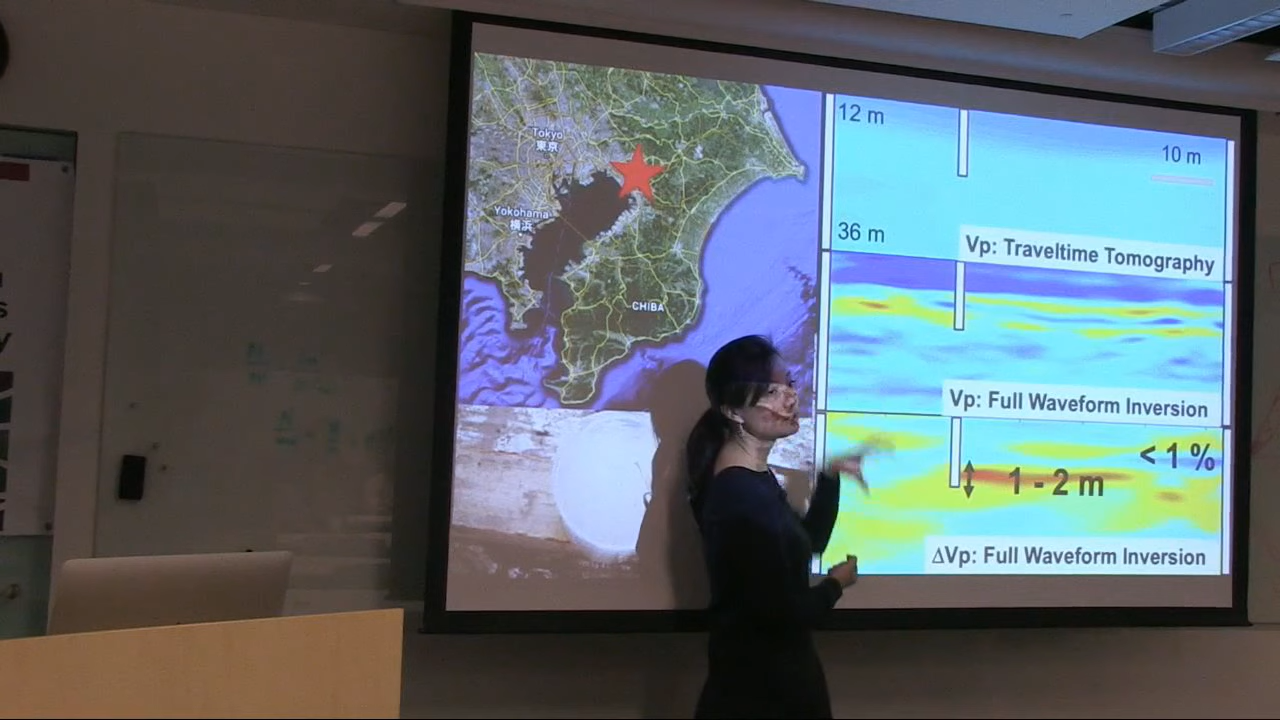 Tokyo
東京
Yokohama
横浜
CHIBA
12 m
10 m
36 m
Vp: Traveltime Tomography
Vp: Full Waveform Inversion
< 1 %
1 - 2 m
ΔVp: Full Waveform Inversion